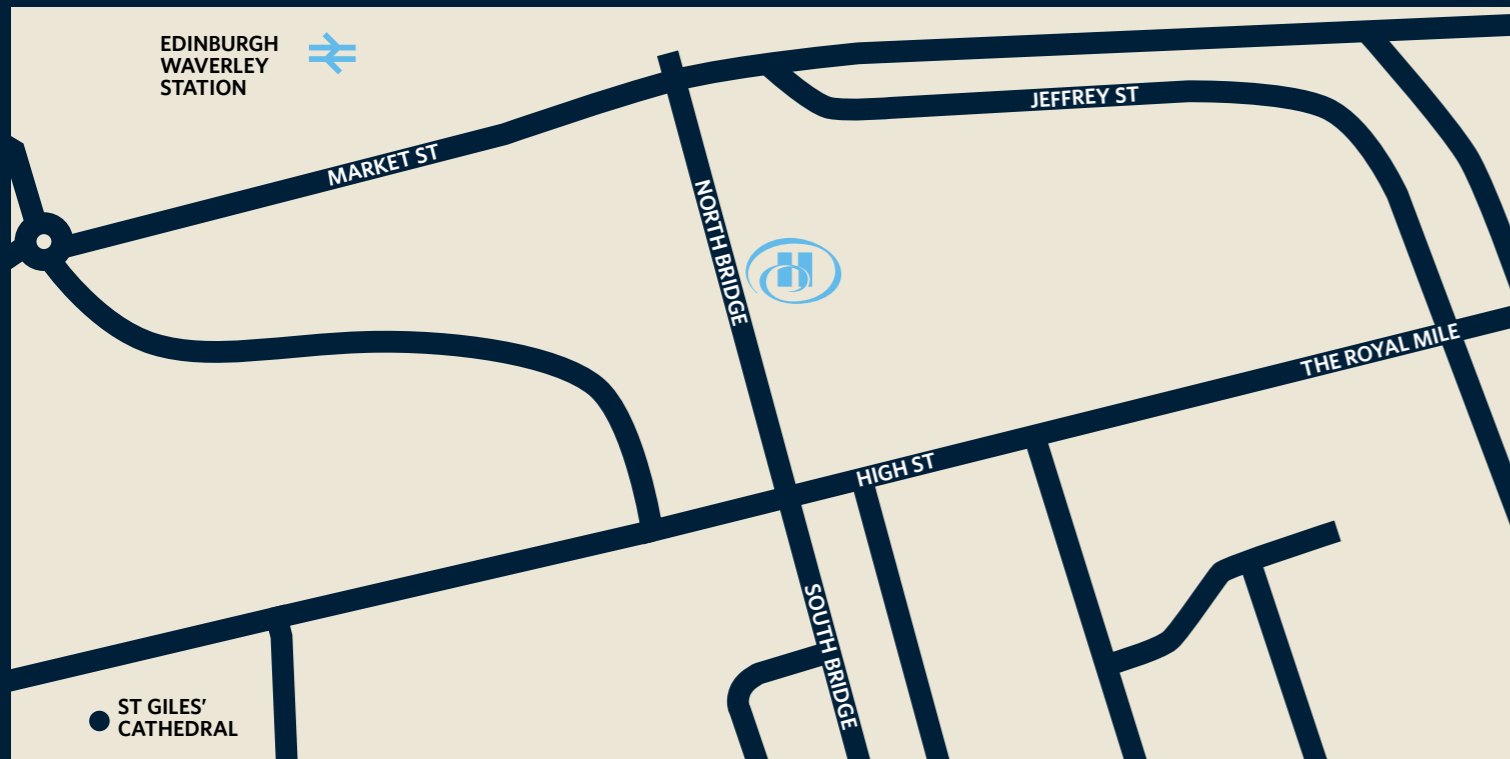 EDINBURGH
WAVERLEY
STATION
JEFFREY ST
MARKET ST
NORTH BRIDGE
H
THE ROYAL MILE
HIGH ST
SOUTH BRIDGE
ST GILES’
CATHEDRAL